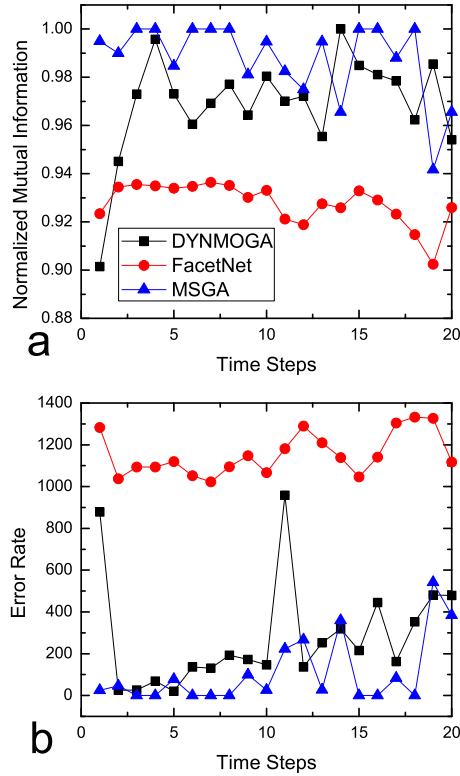 1.00
0.98
0.96
0.94
0.92
0.90
0.88
Normalized Mutual Information
DYNMOGA
FacetNet
MSGA
0 5 10 15 20
Time Steps
a
1400
1200
1000
800
600
400
200
0
Error Rate
0 5 10 15 20
Time Steps
b